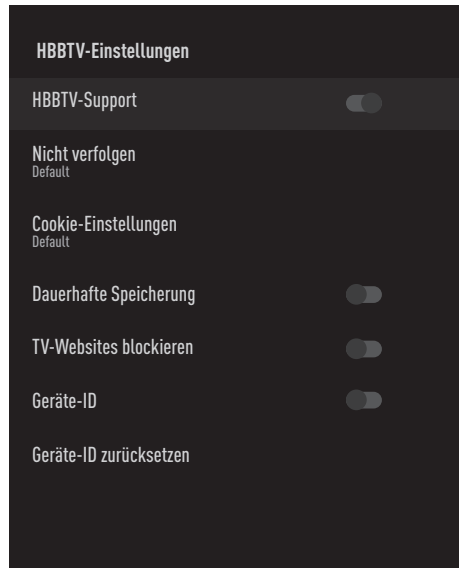 HBBTV-Einstellungen
HBBTV-Support
Nicht verfolgen
Default
Cookie-Einstellungen
Default
Dauerhafte Speicherung
TV-Websites blockieren
Geräte-ID
Geräte-ID zurücksetzen